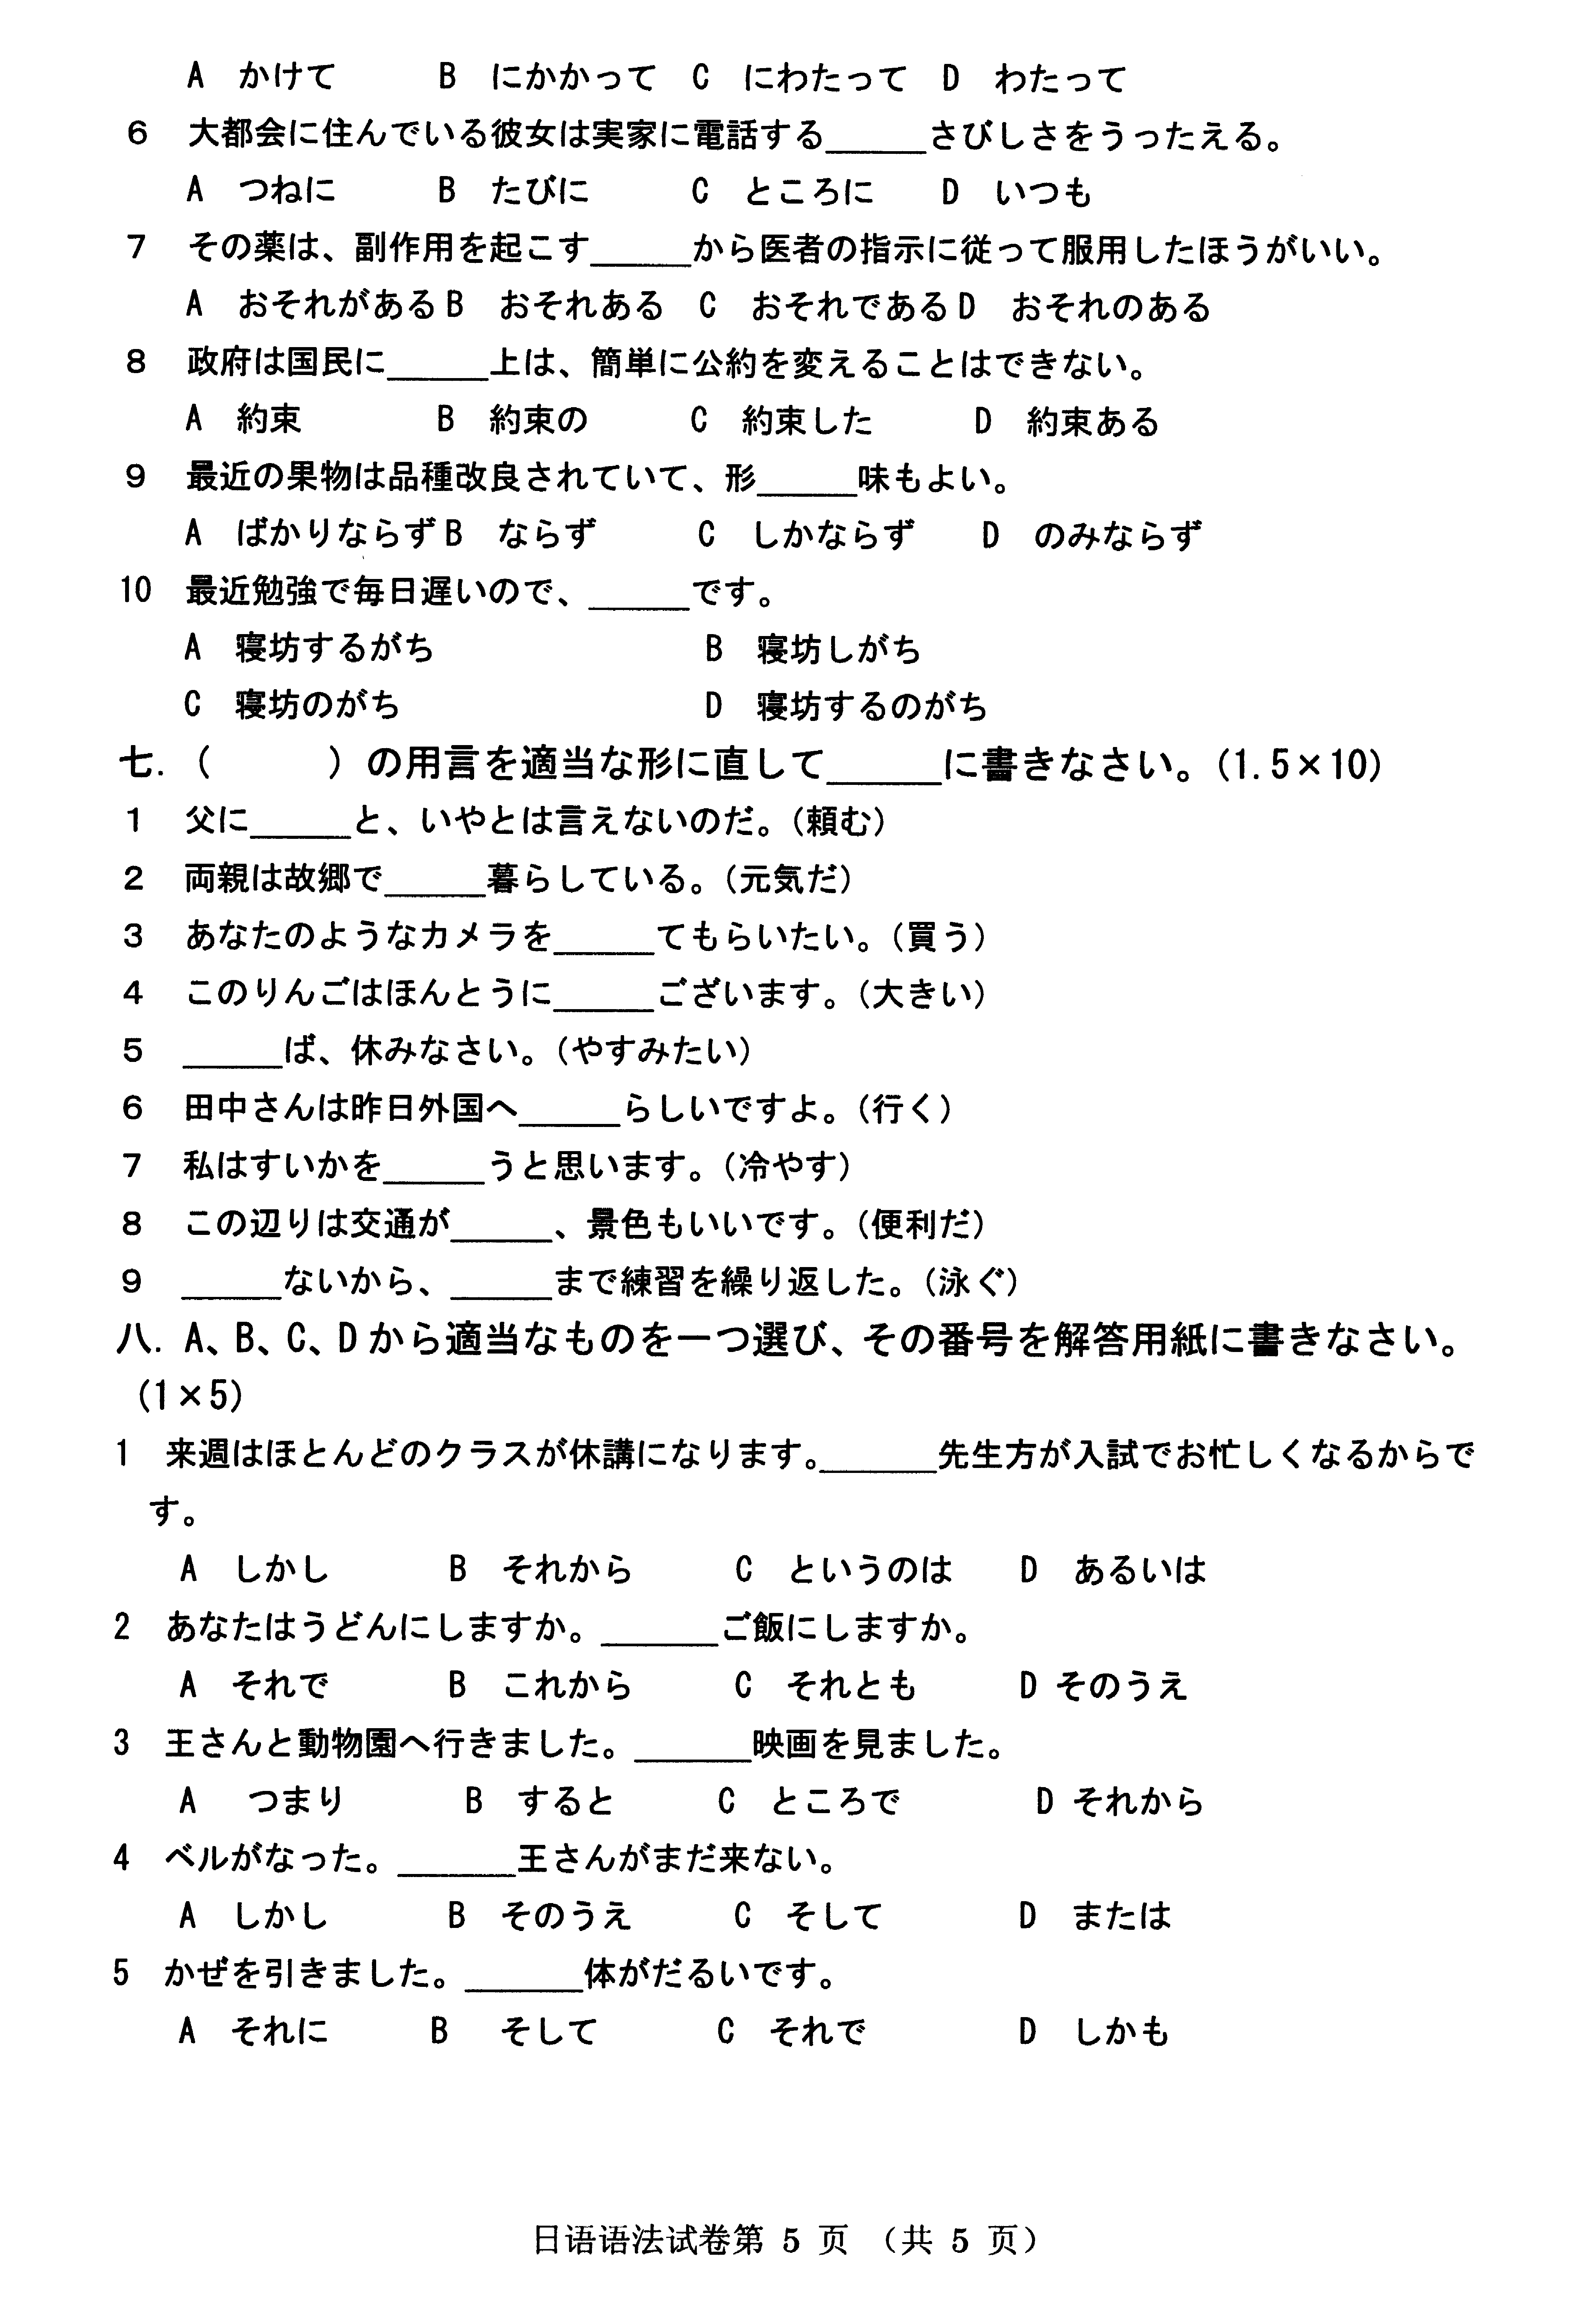 A　かけて　　　B　にかかって　C　にわたって　D　わたって
6　大都会に住んでいる彼女は実家に電話する______さびしさをうったえる。
A　つねに　　　B　たびに　　　C　ところに　　D　いつも
7　その薬は、副作用を起こす______から医者の指示に従って服用したほうがいい。
A　おそれがある B　おそれある　C　おそれである D　おそれのある
8　政府は国民に______上は、簡単に公約を変えることはできない。
A　約束　　　　B　約束の　　　C　約束した　　　D　約束ある
9　最近の果物は品種改良されていて、形______味もよい。
A　ばかりならず B　ならず　　　C　しかならず　　D　のみならず
10　最近勉強で毎日遅いので、______です。
A　寝坊するがち　　　　　　　　B　寝坊しがち
C　寝坊のがち　　　　　　　　　D　寝坊するのがち
七.（　　　）の用言を適当な形に直して______に書きなさい。(1.5×10)
1　父に______と、いやとは言えないのだ。(頼む)
2　両親は故郷で______暮らしている。(元気だ)
3　あなたのようなカメラを______てもらいたい。(買う)
4　このりんごはほんとうに______ございます。(大きい)
5　______ば、休みなさい。(やすみたい)
6　田中さんは昨日外国へ______らしいですよ。(行く)
7　私はすいかを______うと思います。(冷やす)
8　この辺りは交通が______、景色もいいです。(便利だ)
9　______ないから、______まで練習を繰り返した。(泳ぐ)
八. A、B、C、D から適当なものを一つ選び、その番号を解答用紙に書きなさい。
(1×5)
1　来週はほとんどのクラスが休講になります。_______先生方が入試でお忙しくなるからで
す。
A　しかし　　　B　それから　　　C　というのは　　D　あるいは
2　あなたはうどんにしますか。_______ご飯にしますか。
A　それで　　　B　これから　　　C　それとも　　　D そのうえ
3　王さんと動物園へ行きました。_______映画を見ました。
A　つまり　　　B　すると　　　C　ところで　　　D それから
4　ベルがなった。_______王さんがまだ来ない。
A　しかし　　　B　そのうえ　　　C　そして　　　D　または
5　かぜを引きました。_______体がだるいです。
A　それに　　　B　そして　　　C　それで　　　D　しかも
日语语法试卷第 5 页 （共 5 页）